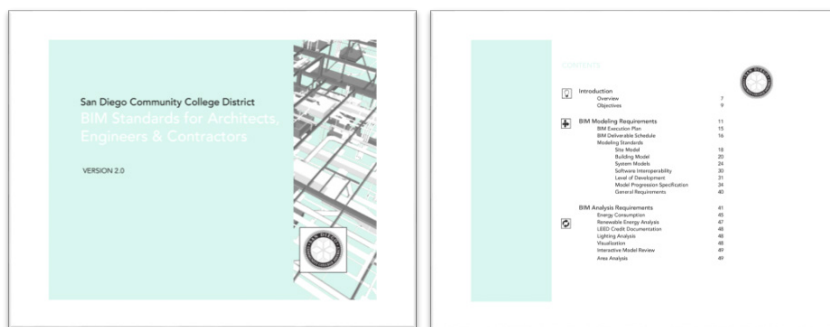 San Diego Community College District
BIM Standards for Architects,
Engineers & Contractors
VERSION 2.0
SAN DIEGO
CONTENTS
Introduction
Overview 7
Objectives 9
BIM Modeling Requirements 11
BIM Execution Plan 15
BIM Deliverable Schedule 16
Modeling Standards
Site Model 18
Building Model 20
System Models 26
Software Interoperability 30
Level of Development 31
Model Progression Specification 34
General Requirements 40
BIM Analysis Requirements 41
Energy Consumption 45
Renewable Energy Analysis 47
LEED Credit Documentation 48
Lighting Analysis 48
Visualization 48
Interactive Model Review 49
Area Analysis 49